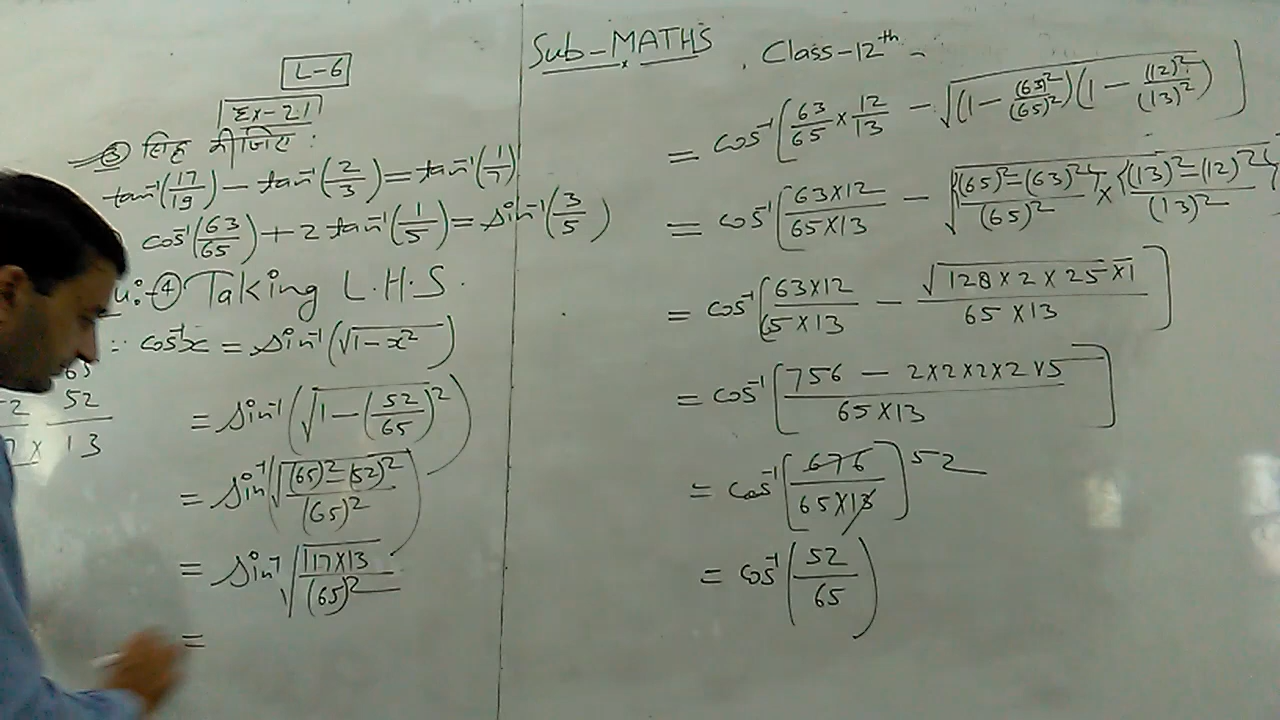 Sub-MATHS, Class-12th -
L-6
Ex-2.1
③ सिद्ध कीजिए :
tan⁻¹(17/19) - tan⁻¹(2/3) = tan⁻¹(1/7)
cos⁻¹(63/65) + 2 tan⁻¹(1/5) = sin⁻¹(3/5)
④ Taking L.H.S.
cos⁻¹x = sin⁻¹(√(1-x²))
= sin⁻¹(√(1-(52/65)²))
= sin⁻¹(√(((65)²-(52)²)/(65)²))
= sin⁻¹√((117×13)/(65)²)
=
52
13
= cos⁻¹[63/65 × 12/13 - √((1-(63)²/(65)²)(1-(12)²/(13)²))]
= cos⁻¹[(63×12)/(65×13) - √({(65)²-(63)²}/(65)² × {(13)²-(12)²}/(13)²)]
= cos⁻¹[(63×12)/(65×13) - √(128×2×25×1)/(65×13)]
= cos⁻¹[(756 - 2×2×2×2×5)/(65×13)]
= cos⁻¹[676/(65×13)] 52
= cos⁻¹(52/65)